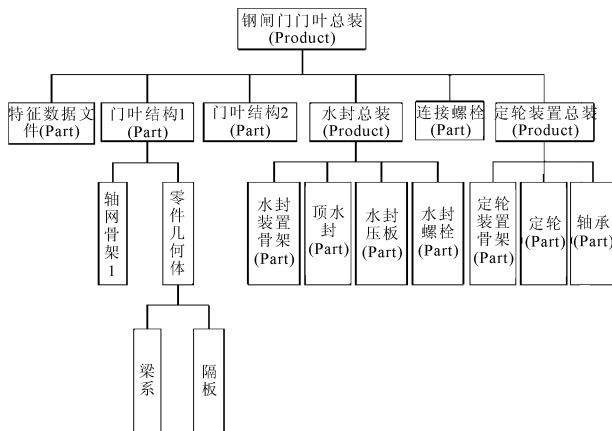 钢闸门门叶总装
(Product)
特征数据文
件(Part)
门叶结构1
(Part)
门叶结构2
(Part)
水封总装
(Product)
连接螺栓
(Part)
定轮装置总装
(Product)
轴
网
骨
架
1
零
件
几
何
体
水封
装置
骨架
(Part)
顶水
封
(Part)
水封
压板
(Part)
水封
螺栓
(Part)
定轮
装置
骨架
(Part)
定轮
(Part)
轴承
(Part)
梁
系
隔
板